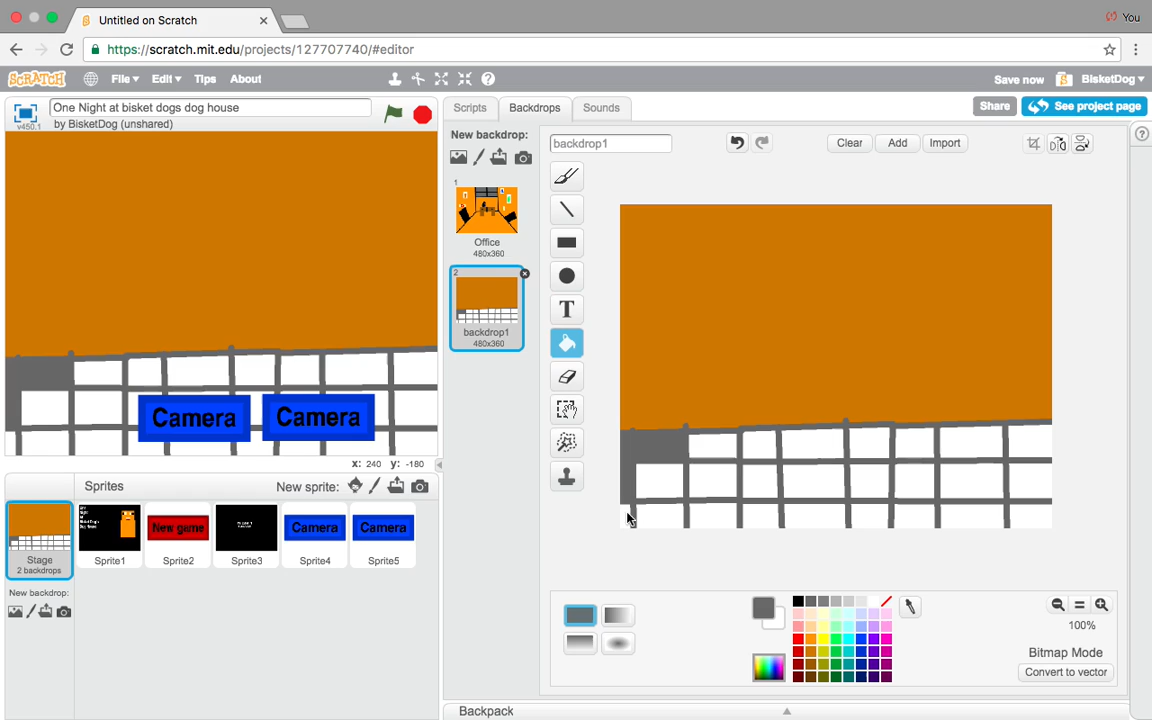 Untitled on Scratch
You
https://scratch.mit.edu/projects/127707740/#editor
SCRATCH
File
Edit
Tips
About
Save now
BisketDog
v450.1
One Night at bisket dogs dog house
by BisketDog (unshared)
Scripts
Backdrops
Sounds
Share
See project page
New backdrop:
backdrop1
Clear
Add
Import
1
Office
480x360
2
backdrop1
480x360
Camera
Camera
x: 240 y: -180
Sprites
New sprite:
New game
Camera
Camera
Stage
2 backdrops
Sprite1
Sprite2
Sprite3
Sprite4
Sprite5
New backdrop:
T
100%
Bitmap Mode
Convert to vector
Backpack